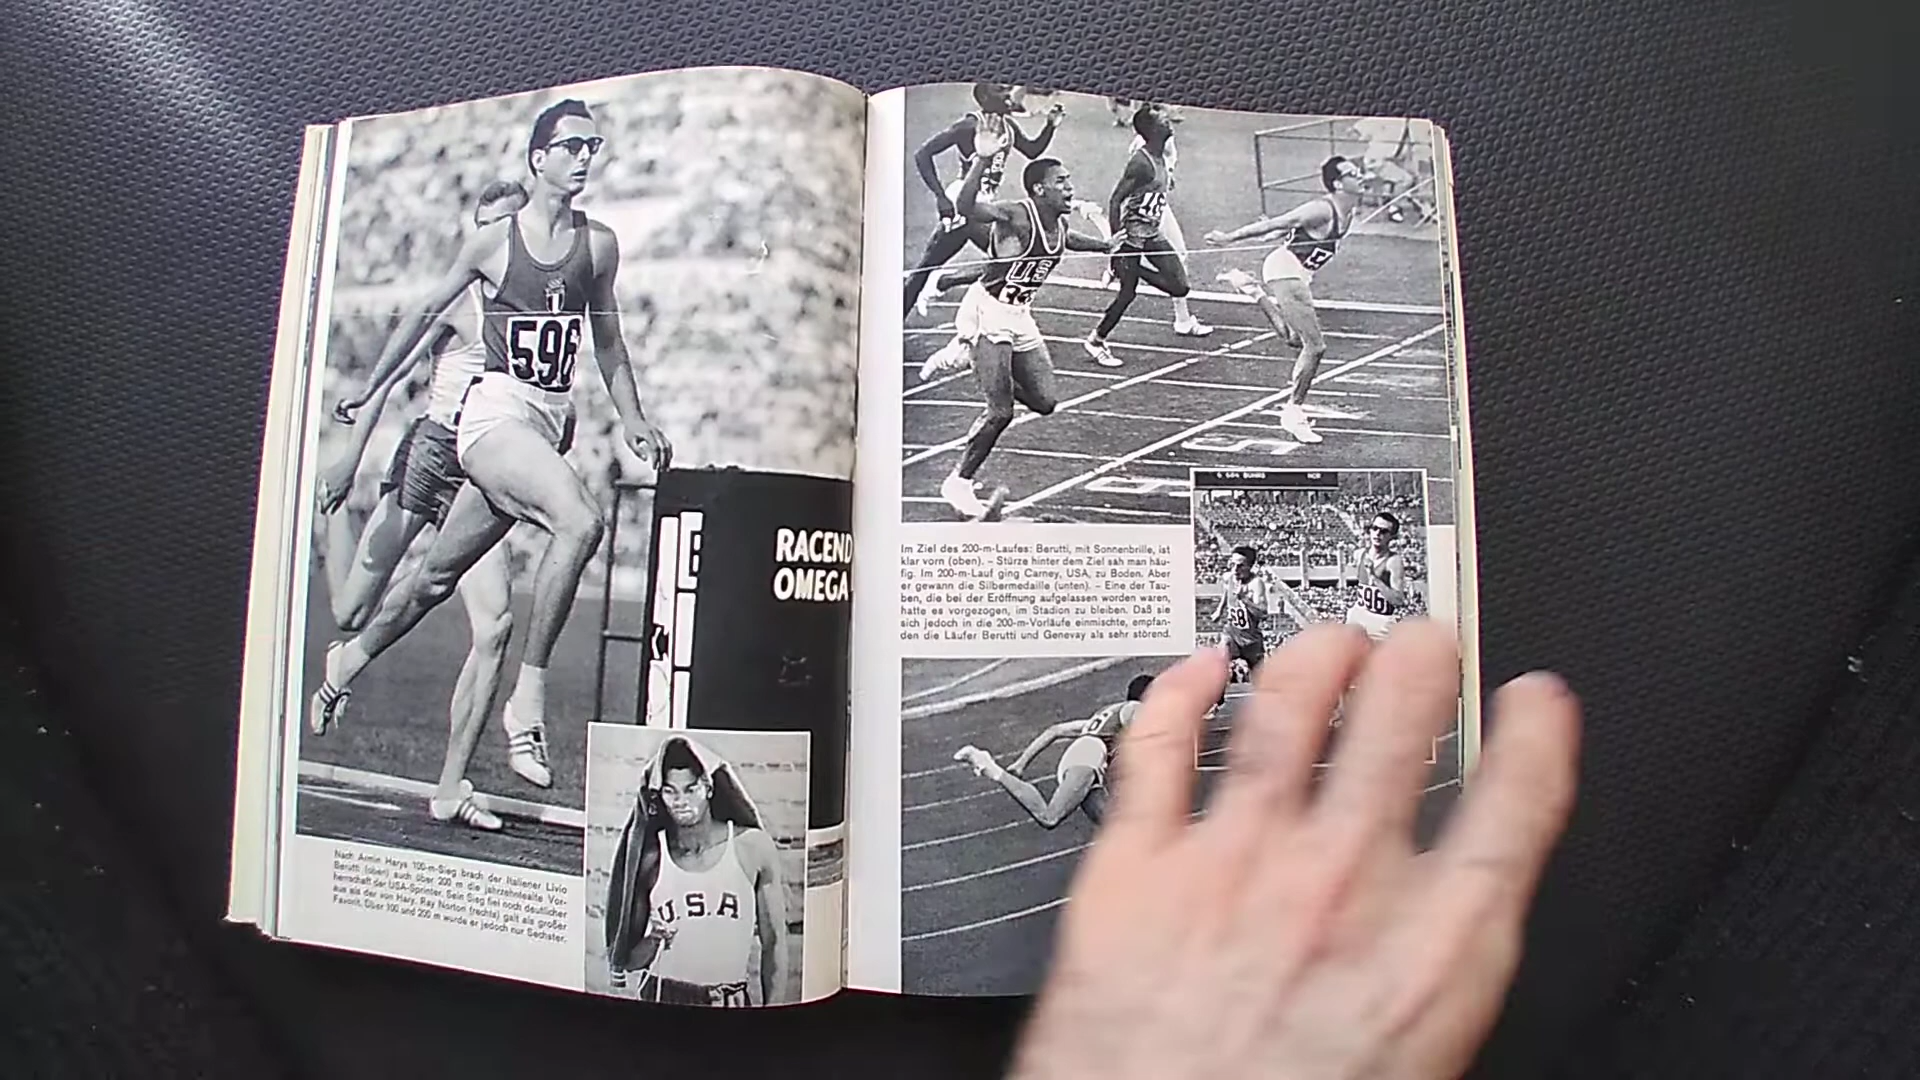 596
RACEND
OMEGA
Nach Armin Harys 100-m-Sieg brach der Italiener Livio
Berutti (oben) auch über 200 m die jahrzehntealte Vor-
herrschaft der USA-Sprinter. Sein Sieg fiel noch deutlicher
aus als der von Hary. Ray Norton (rechts) galt als großer
Favorit. Über 100 und 200 m wurde er jedoch nur Sechster.
U.S.A
US
5
Im Ziel des 200-m-Laufes: Berutti, mit Sonnenbrille, ist
klar vorn (oben). – Stürze hinter dem Ziel sah man häu-
fig. Im 200-m-Lauf ging Carney, USA, zu Boden. Aber
er gewann die Silbermedaille (unten). – Eine der Tau-
ben, die bei der Eröffnung aufgelassen worden waren,
hatte es vorgezogen, im Stadion zu bleiben. Daß sie
sich jedoch in die 200-m-Vorläufe einmischte, empfan-
den die Läufer Berutti und Genevay als sehr störend.
68
596